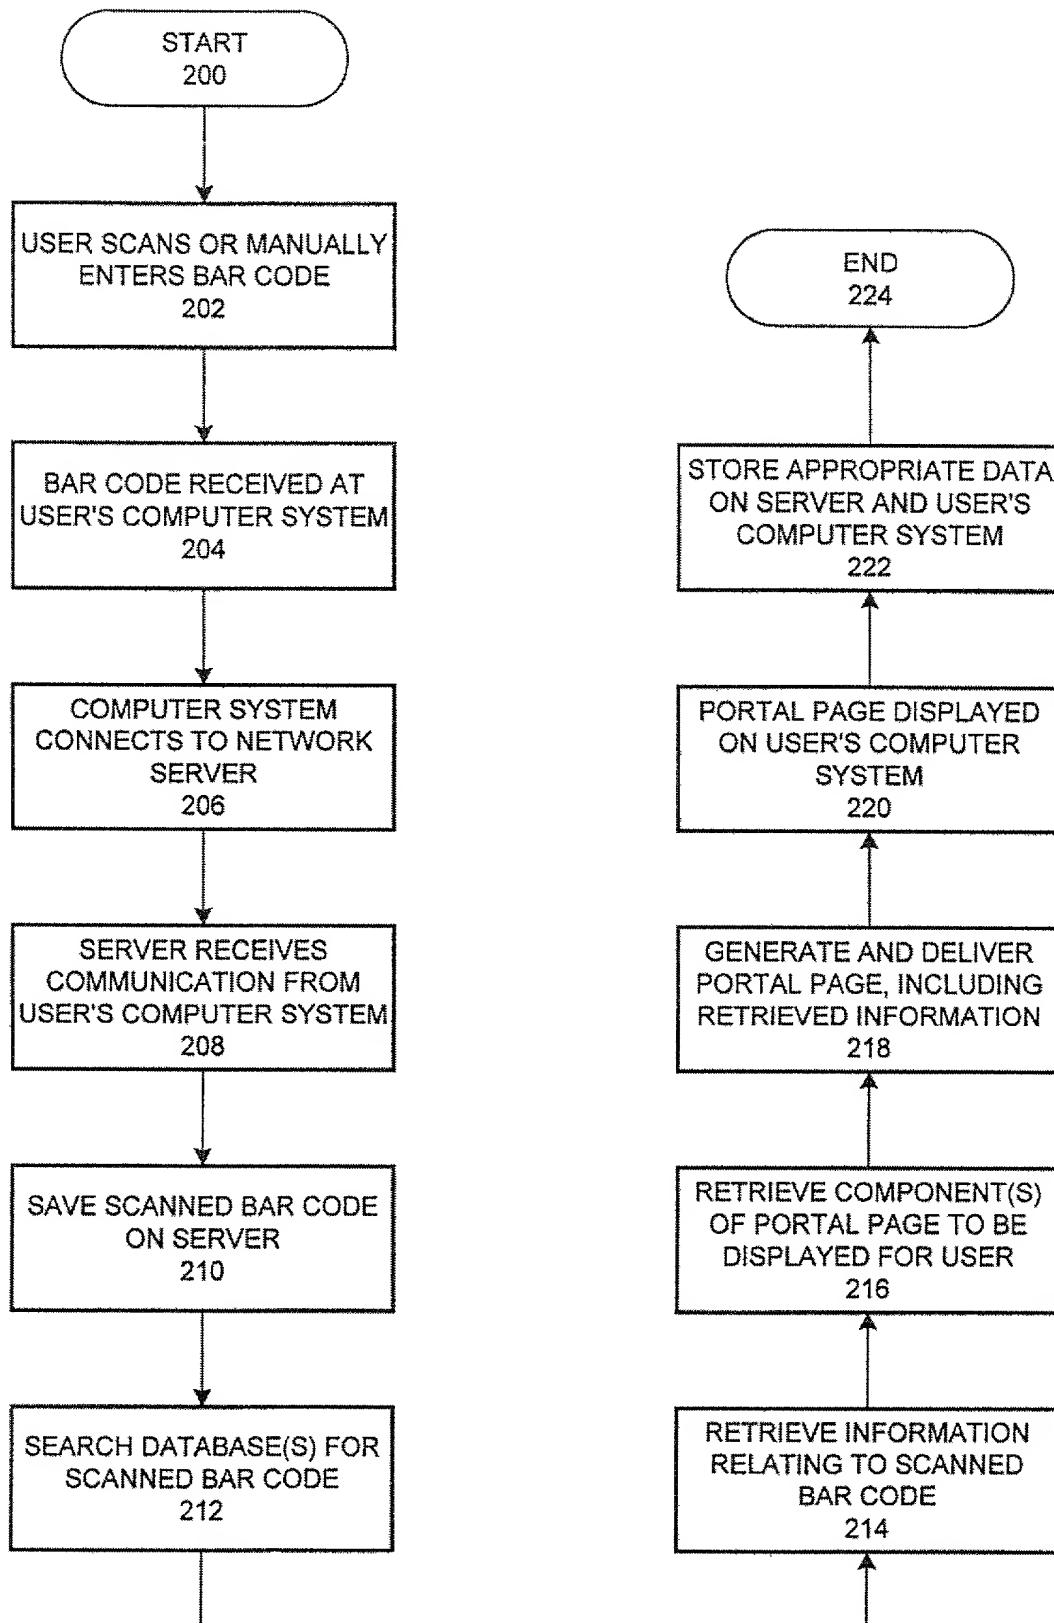 START
200
USER SCANS OR MANUALLY
ENTERS BAR CODE
202
BAR CODE RECEIVED AT
USER'S COMPUTER SYSTEM
204
COMPUTER SYSTEM
CONNECTS TO NETWORK
SERVER
206
SERVER RECEIVES
COMMUNICATION FROM
USER'S COMPUTER SYSTEM
208
SAVE SCANNED BAR CODE
ON SERVER
210
SEARCH DATABASE(S) FOR
SCANNED BAR CODE
212
RETRIEVE INFORMATION
RELATING TO SCANNED
BAR CODE
214
RETRIEVE COMPONENT(S)
OF PORTAL PAGE TO BE
DISPLAYED FOR USER
216
GENERATE AND DELIVER
PORTAL PAGE, INCLUDING
RETRIEVED INFORMATION
218
PORTAL PAGE DISPLAYED
ON USER'S COMPUTER
SYSTEM
220
STORE APPROPRIATE DATA
ON SERVER AND USER'S
COMPUTER SYSTEM
222
END
224